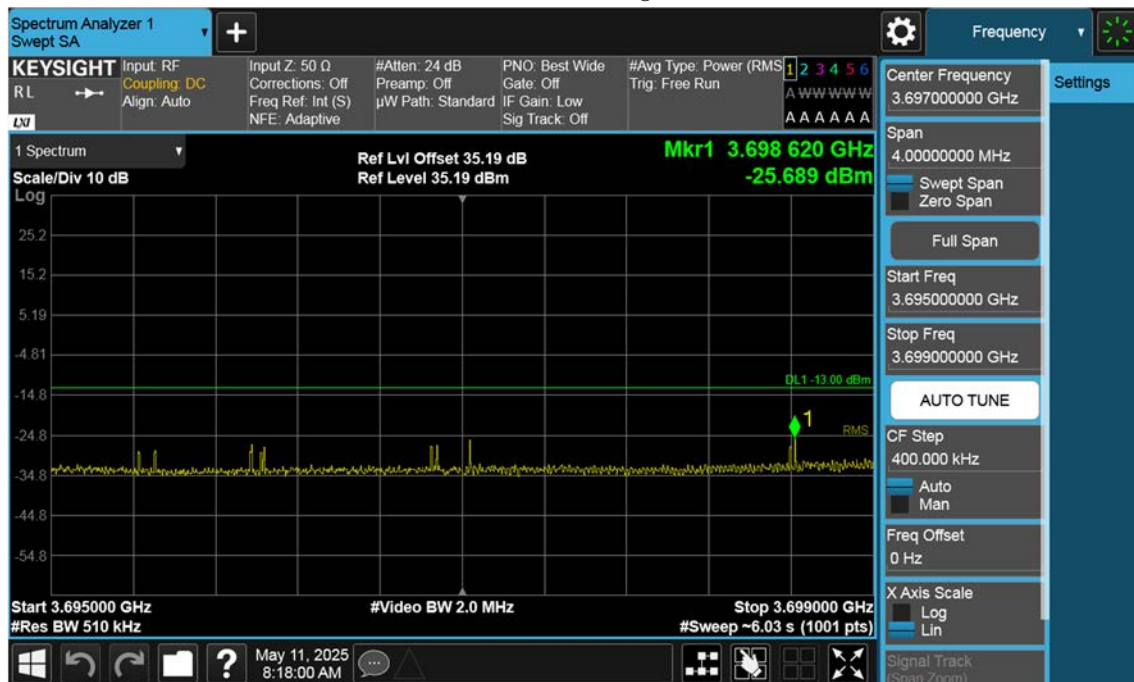 Spectrum Analyzer 1
Swept SA
Frequency
KEYSIGHT
RL
LXI
Input: RF
Coupling: DC
Align: Auto
Input Z: 50 Ω
Corrections: Off
Freq Ref: Int (S)
NFE: Adaptive
#Atten: 24 dB
Preamp: Off
µW Path: Standard
PNO: Best Wide
Gate: Off
IF Gain: Low
Sig Track: Off
#Avg Type: Power (RMS
Trig: Free Run
1 2 3 4 5 6
A W W W W W
A A A A A A
Center Frequency
3.697000000 GHz
Settings
Span
4.00000000 MHz
Swept Span
Zero Span
Full Span
Start Freq
3.695000000 GHz
Stop Freq
3.699000000 GHz
AUTO TUNE
CF Step
400.000 kHz
Auto
Man
Freq Offset
0 Hz
X Axis Scale
Log
Lin
Signal Track
(Span Zoom)
1 Spectrum
Scale/Div 10 dB
Ref Lvl Offset 35.19 dB
Ref Level 35.19 dBm
Mkr1 3.698 620 GHz
-25.689 dBm
Log
25.2
15.2
5.19
-4.81
-14.8
-24.8
-34.8
-44.8
-54.8
DL1 -13.00 dBm
1
RMS
Start 3.695000 GHz
#Video BW 2.0 MHz
Stop 3.699000 GHz
#Res BW 510 kHz
#Sweep ~6.03 s (1001 pts)
?
May 11, 2025
8:18:00 AM